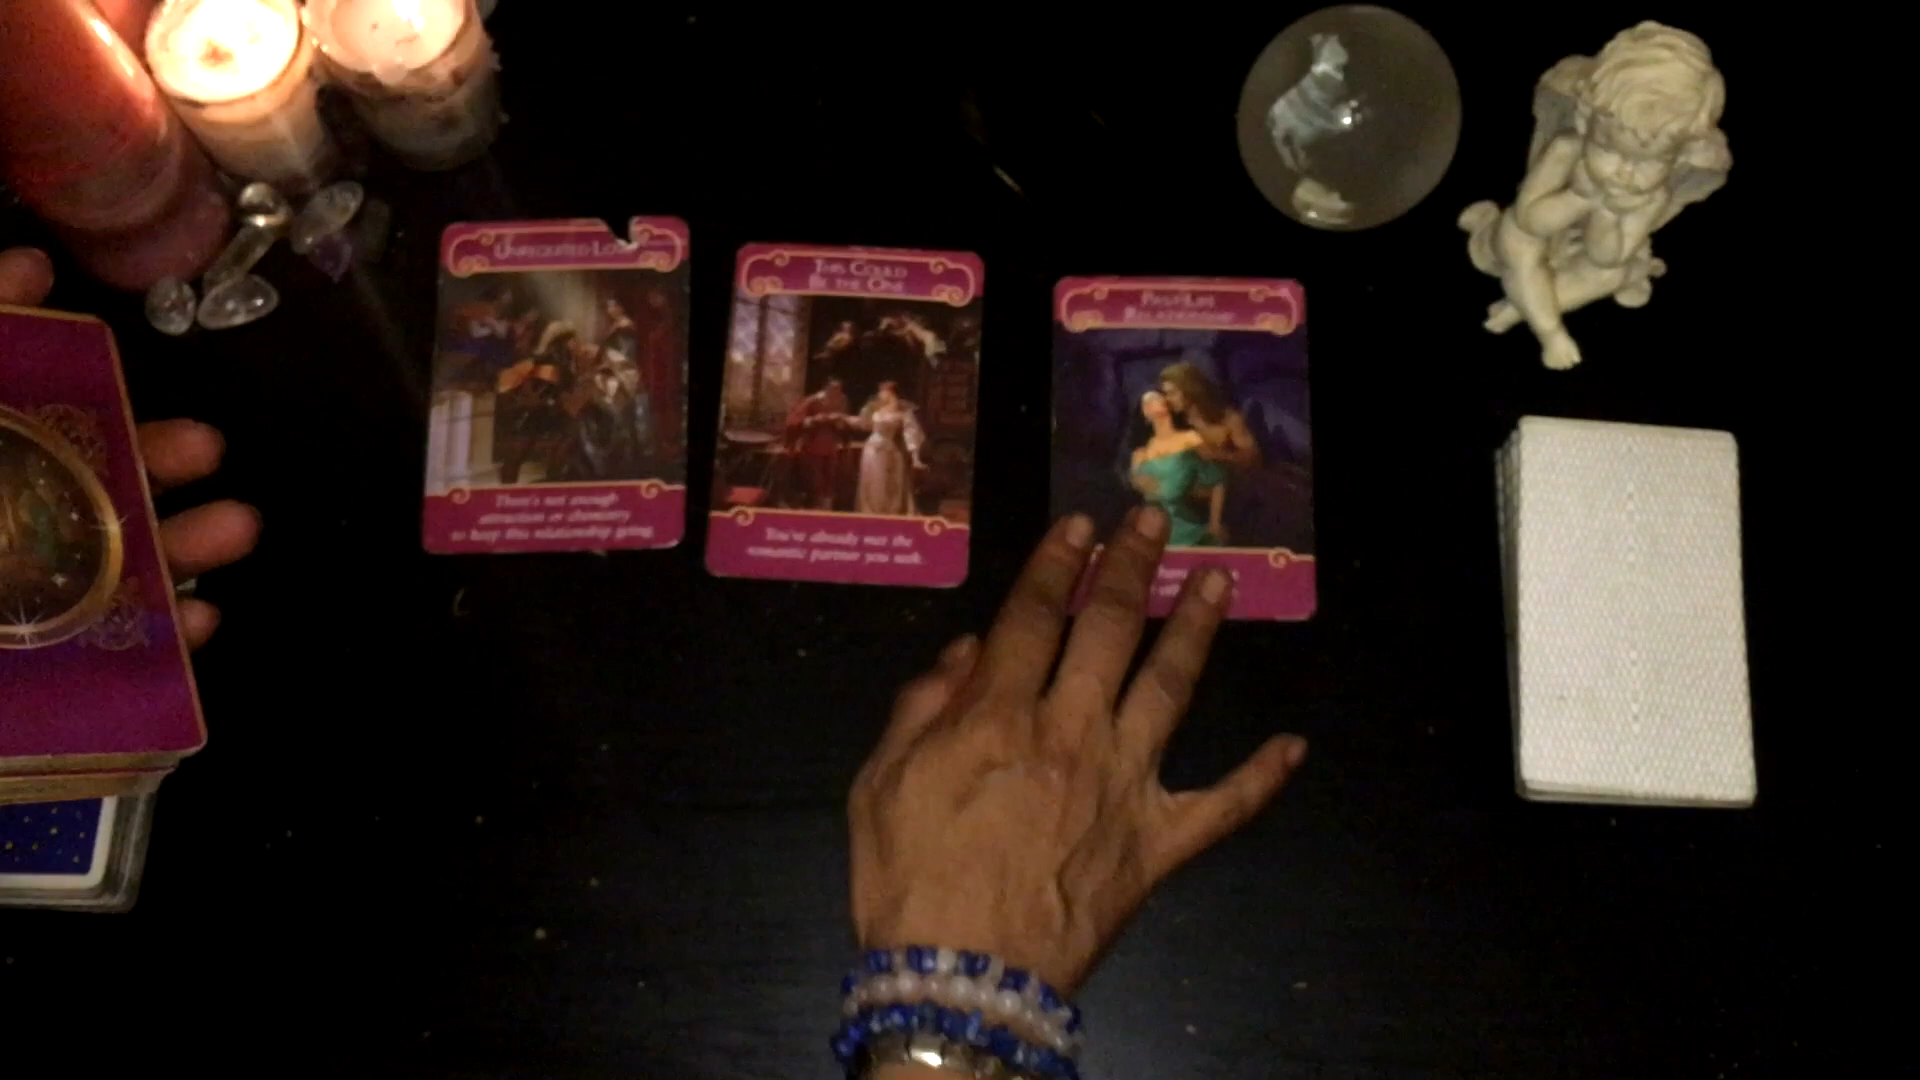 UNREQUITED LOVE
There's not enough
attraction or chemistry
to keep this relationship going.
THIS COULD
BE THE ONE
You've already met the
romantic partner you seek.
PAST-LIFE
RELATIONSHIP